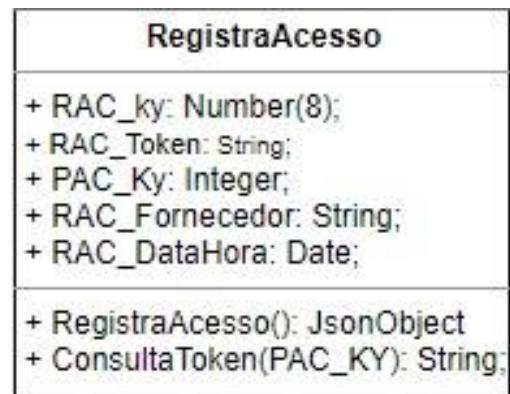 RegistraAcesso
+ RAC_ky: Number(8);
+ RAC_Token: String;
+ PAC_Ky: Integer;
+ RAC_Fornecedor: String;
+ RAC_DataHora: Date;
+ RegistraAcesso(): JsonObject
+ ConsultaToken(PAC_KY): String;